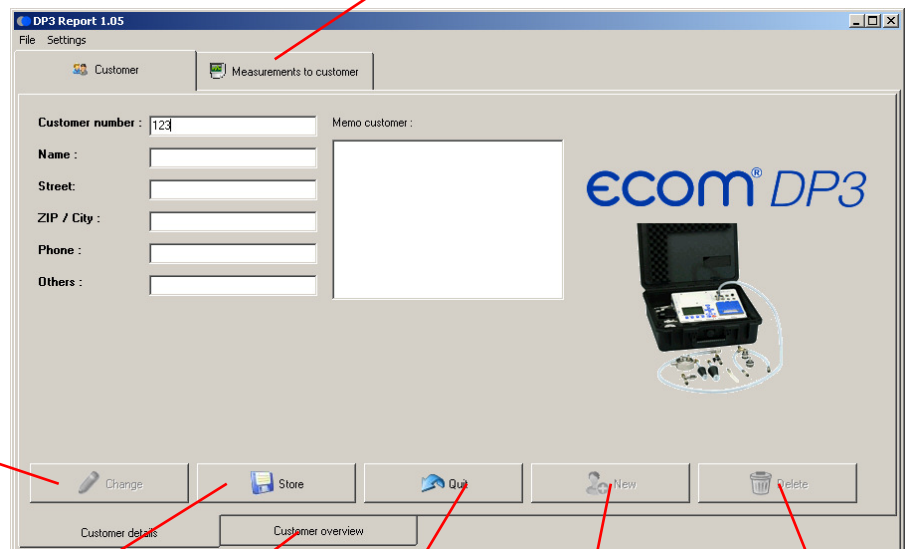 DP3 Report 1.05
File Settings
Customer
Measurements to customer
Customer number : 123
Memo customer :
Name :
Street:
ZIP / City :
Phone :
Others :
ecom® DP3
Change
Store
Quit
New
Delete
Customer details
Customer overview